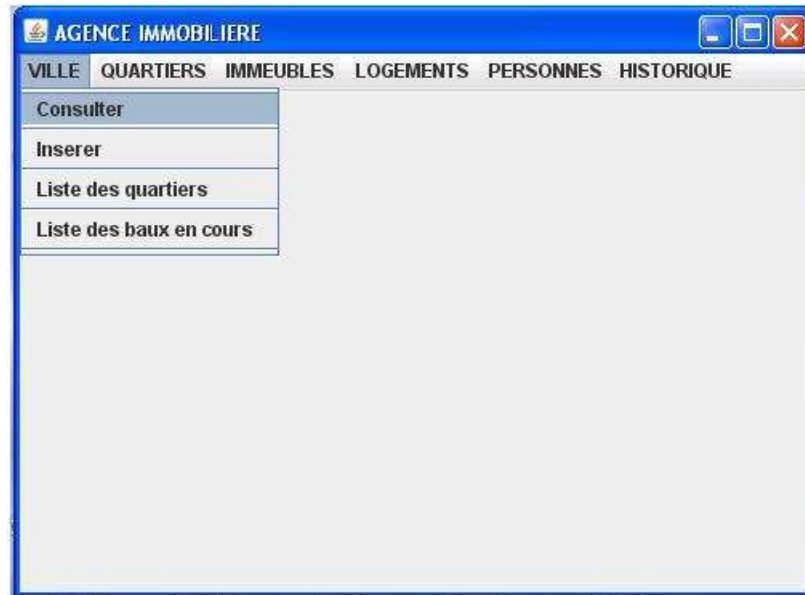 AGENCE IMMOBILIERE
VILLE QUARTIERS IMMEUBLES LOGEMENTS PERSONNES HISTORIQUE
Consulter
Inserer
Liste des quartiers
Liste des baux en cours